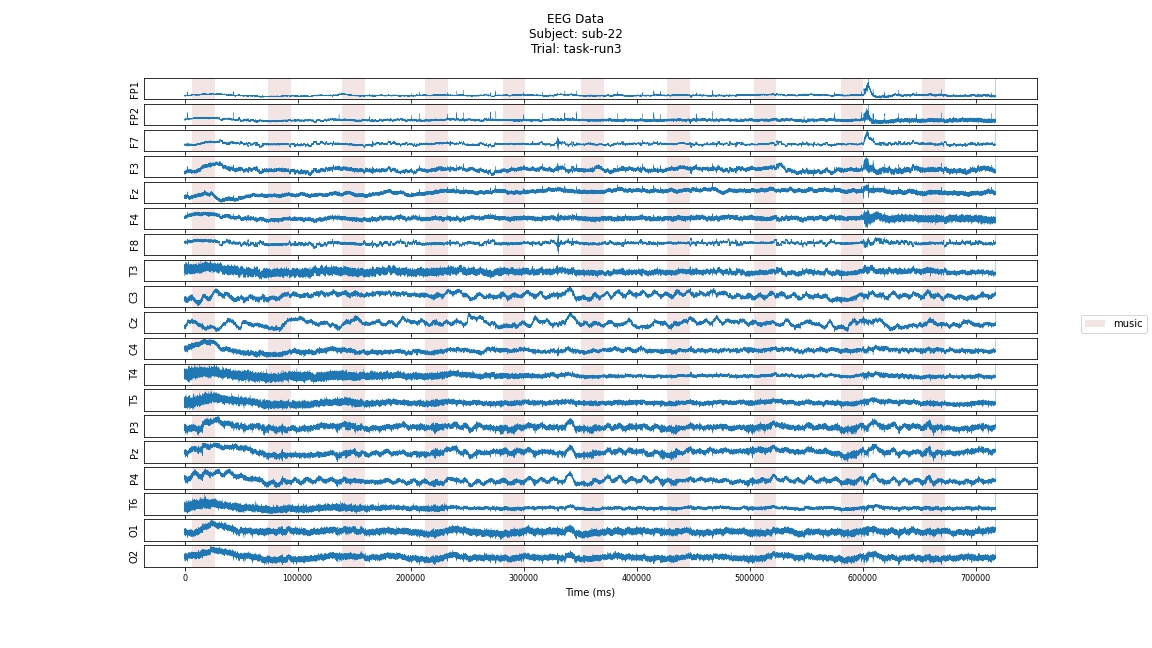 EEG Data
Subject: sub-22
Trial: task-run3
FP1
FP2
F7
F3
Fz
F4
F8
T3
C3
Cz
C4
T4
T5
P3
Pz
P4
T6
O1
O2
music
0 100000 200000 300000 400000 500000 600000 700000
Time (ms)